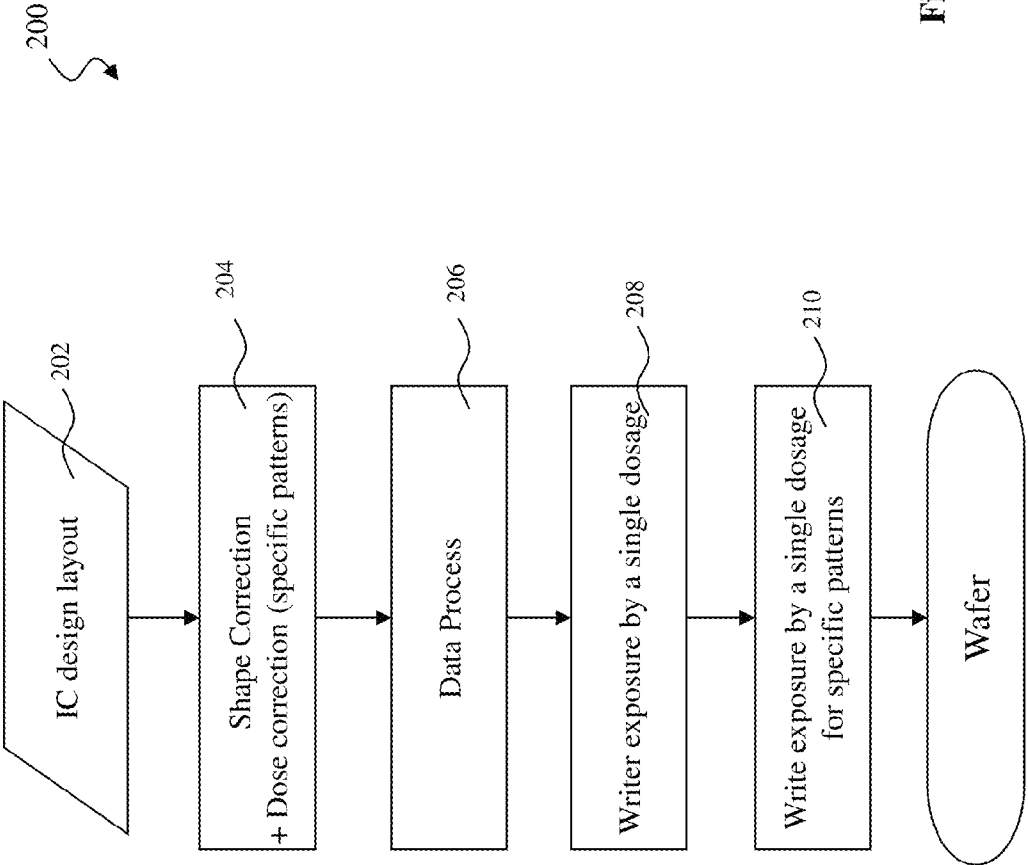 200
IC design layout
202
Shape Correction
+ Dose correction (specific patterns)
204
Data Process
206
Writer exposure by a single dosage
208
Write exposure by a single dosage
for specific patterns
210
Wafer